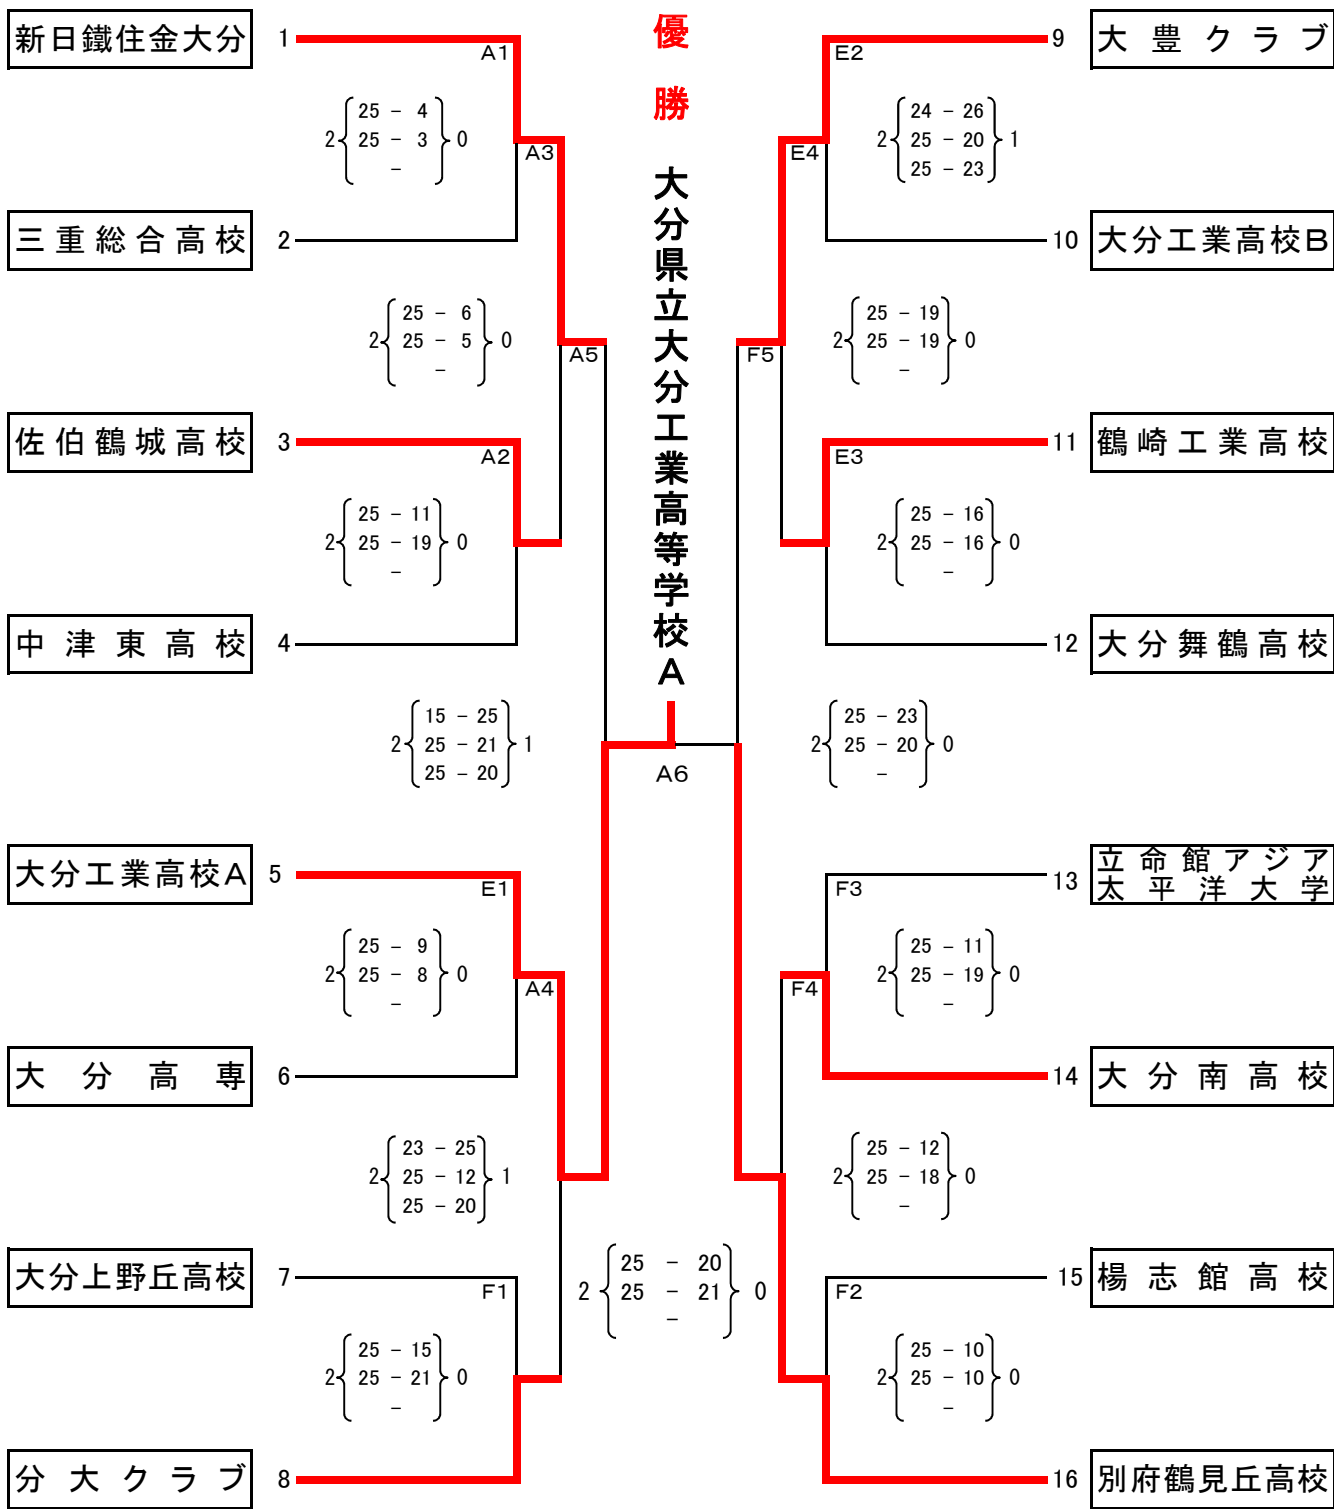 優勝 大分県立大分工業高等学校A
新日鐵住金大分 1
A1
2 25 - 4 0
25 - 3
-
A3
三重総合高校 2
2 25 - 6 0
25 - 5
-
A5
佐伯鶴城高校 3
A2
2 25 - 11 0
25 - 19
-
中津東高校 4
2 15 - 25 1
25 - 21
25 - 20
A6
大分工業高校A 5
E1
2 25 - 9 0
25 - 8
-
A4
大分高専 6
2 23 - 25 1
25 - 12
25 - 20
大分上野丘高校 7
F1
2 25 - 15 0
25 - 21
-
分大クラブ 8
2 25 - 20 0
25 - 21
-
9 大豊クラブ
E2
2 24 - 26 1
25 - 20
25 - 23
E4
10 大分工業高校B
2 25 - 19 0
25 - 19
-
F5
11 鶴崎工業高校
E3
2 25 - 16 0
25 - 16
-
12 大分舞鶴高校
2 25 - 23 0
25 - 20
-
13 立命館アジア
太平洋大学
F3
2 25 - 11 0
25 - 19
-
F4
14 大分南高校
2 25 - 12 0
25 - 18
-
15 楊志館高校
F2
2 25 - 10 0
25 - 10
-
16 別府鶴見丘高校